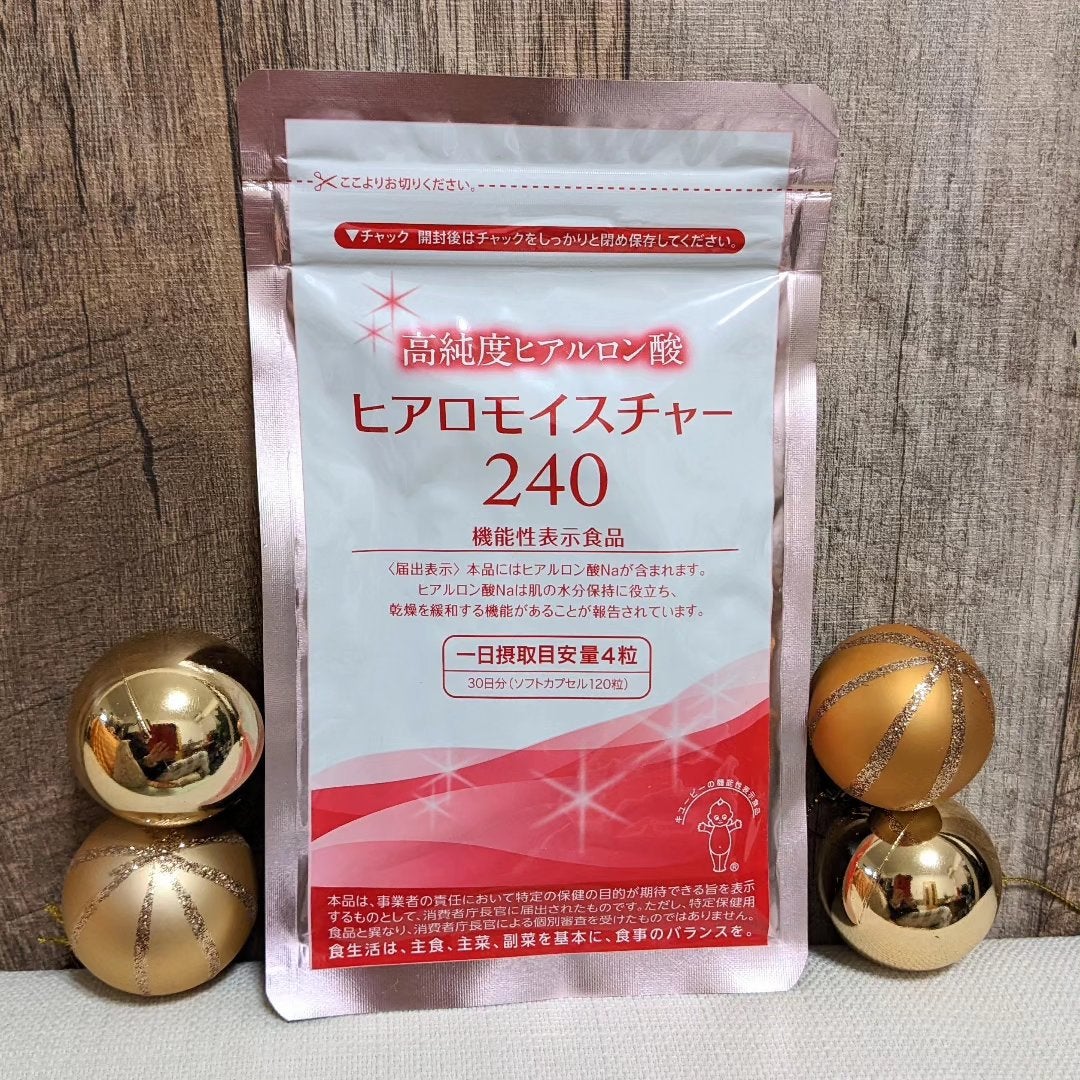 ここよりお切りください。
▼チャック 開封後はチャックをしっかりと閉め保存してください。
高純度ヒアルロン酸
ヒアロモイスチャー
240
機能性表示食品
〈届出表示〉本品にはヒアルロン酸Naが含まれます。
ヒアルロン酸Naは肌の水分保持に役立ち、
乾燥を緩和する機能があることが報告されています。
一日摂取目安量4粒
30日分(ソフトカプセル120粒)
キユーピーの機能性表示食品
®
本品は、事業者の責任において特定の保健の目的が期待できる旨を表示
するものとして、消費者庁長官に届出されたものです。ただし、特定保健用
食品と異なり、消費者庁長官による個別審査を受けたものではありません。
食生活は、主食、主菜、副菜を基本に、食事のバランスを。